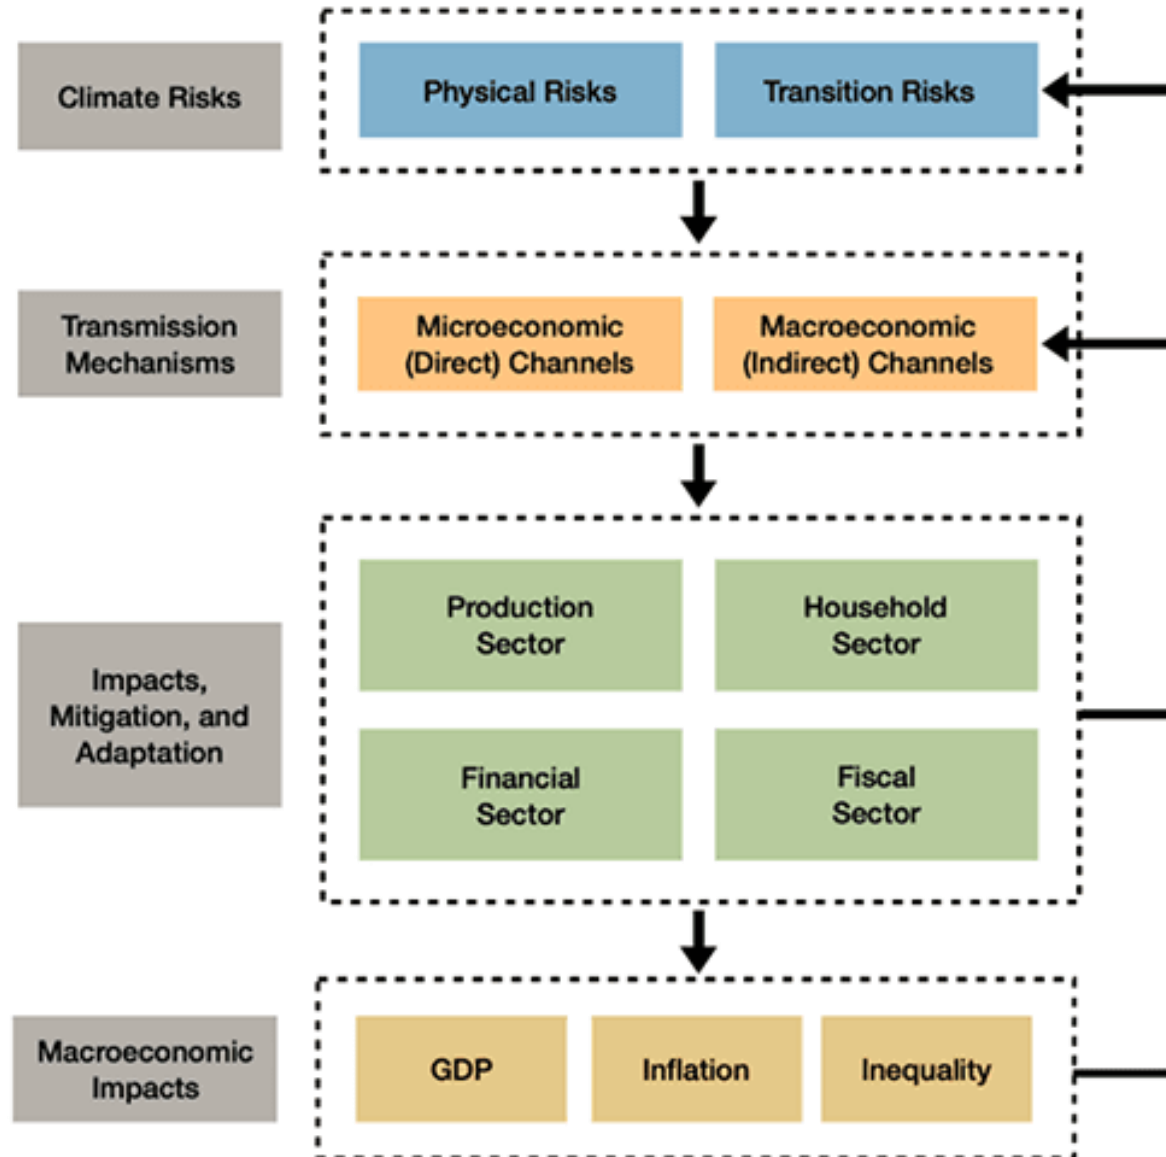 Climate Risks
Physical Risks
Transition Risks
Transmission
Mechanisms
Microeconomic
(Direct) Channels
Macroeconomic
(Indirect) Channels
Impacts,
Mitigation, and
Adaptation
Production
Sector
Household
Sector
Financial
Sector
Fiscal
Sector
Macroeconomic
Impacts
GDP
Inflation
Inequality